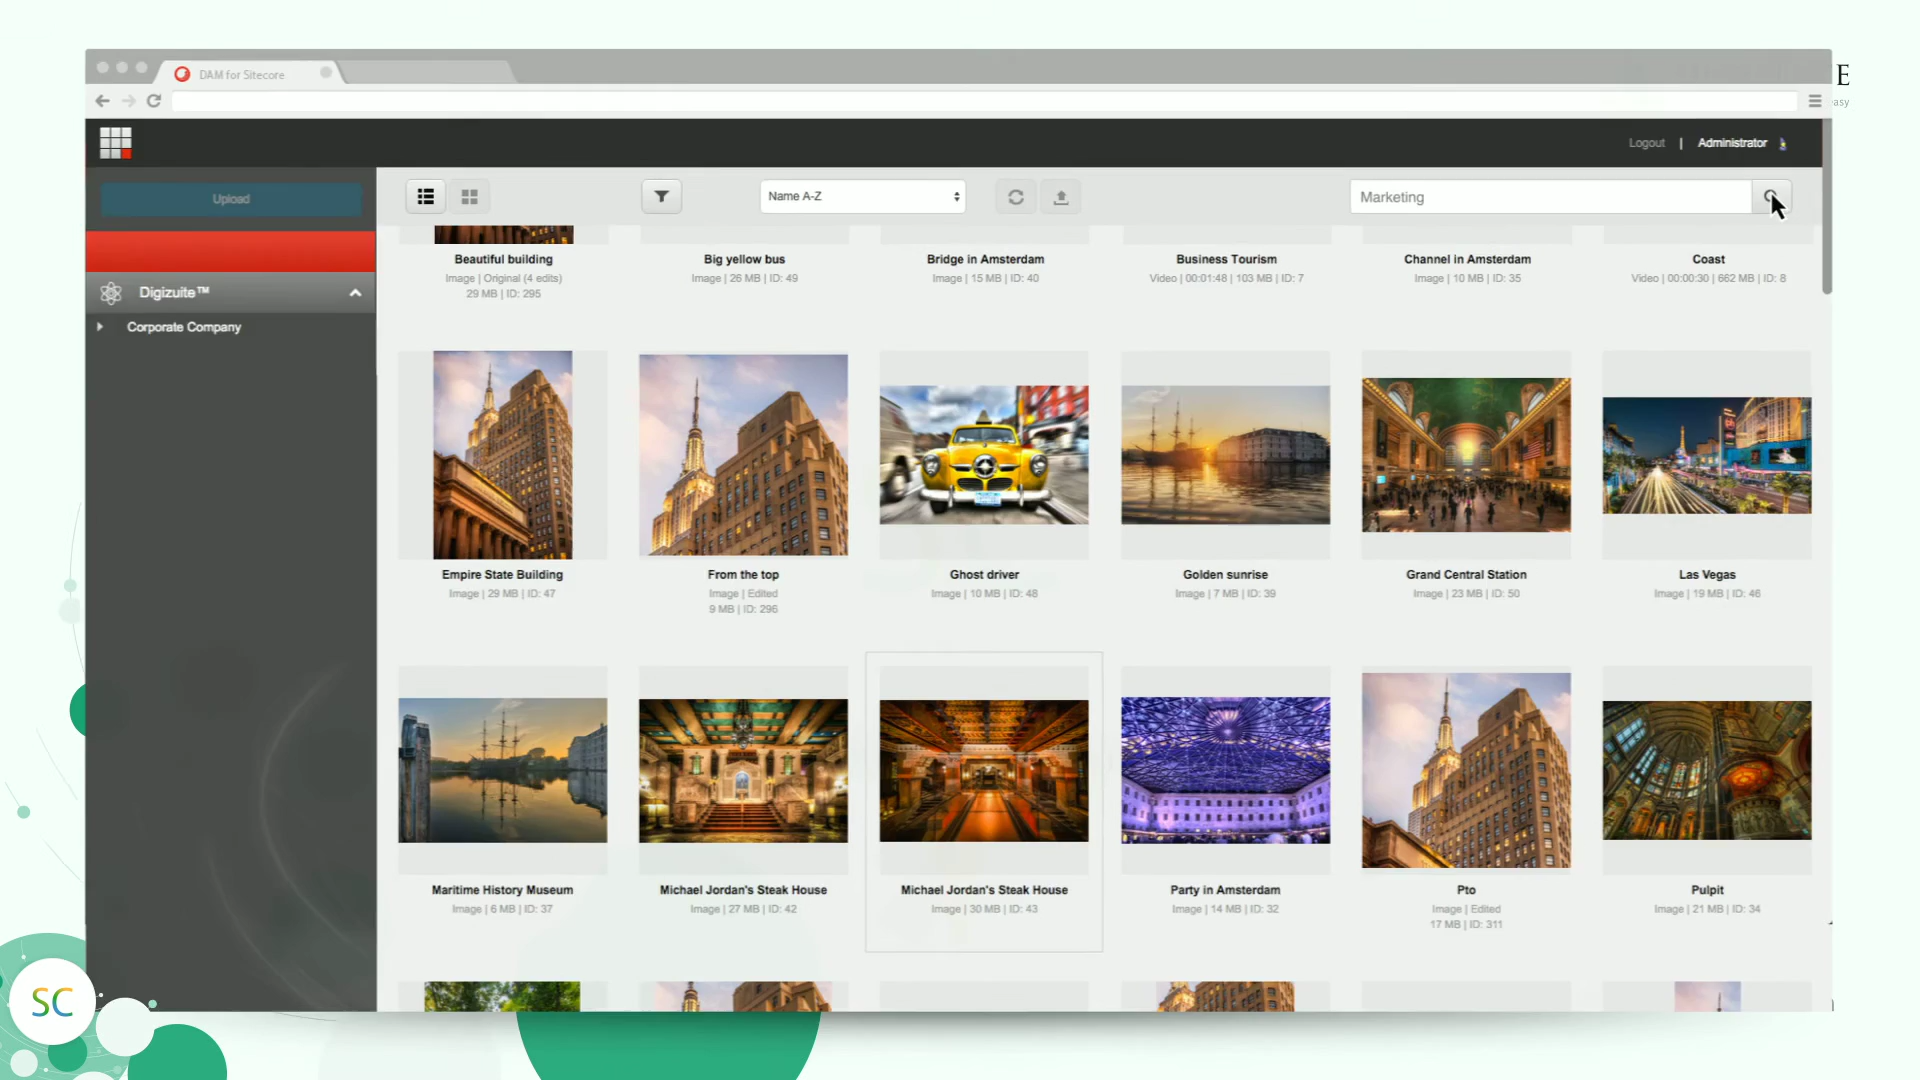 DAM for Sitecore
E
easy
Logout | Administrator
Upload
Name A-Z
Marketing
Digizuite™
Corporate Company
Beautiful building
Image | Original (4 edits)
29 MB | ID: 295
Big yellow bus
Image | 26 MB | ID: 49
Bridge in Amsterdam
Image | 15 MB | ID: 40
Business Tourism
Video | 00:01:48 | 103 MB | ID: 7
Channel in Amsterdam
Image | 10 MB | ID: 35
Coast
Video | 00:00:30 | 662 MB | ID: 8
Empire State Building
Image | 29 MB | ID: 47
From the top
Image | Edited
9 MB | ID: 296
Ghost driver
Image | 10 MB | ID: 48
Golden sunrise
Image | 7 MB | ID: 39
Grand Central Station
Image | 23 MB | ID: 50
Las Vegas
Image | 19 MB | ID: 46
Maritime History Museum
Image | 6 MB | ID: 37
Michael Jordan's Steak House
Image | 27 MB | ID: 42
Michael Jordan's Steak House
Image | 30 MB | ID: 43
Party in Amsterdam
Image | 14 MB | ID: 32
Pto
Image | Edited
17 MB | ID: 311
Pulpit
Image | 21 MB | ID: 34
SC